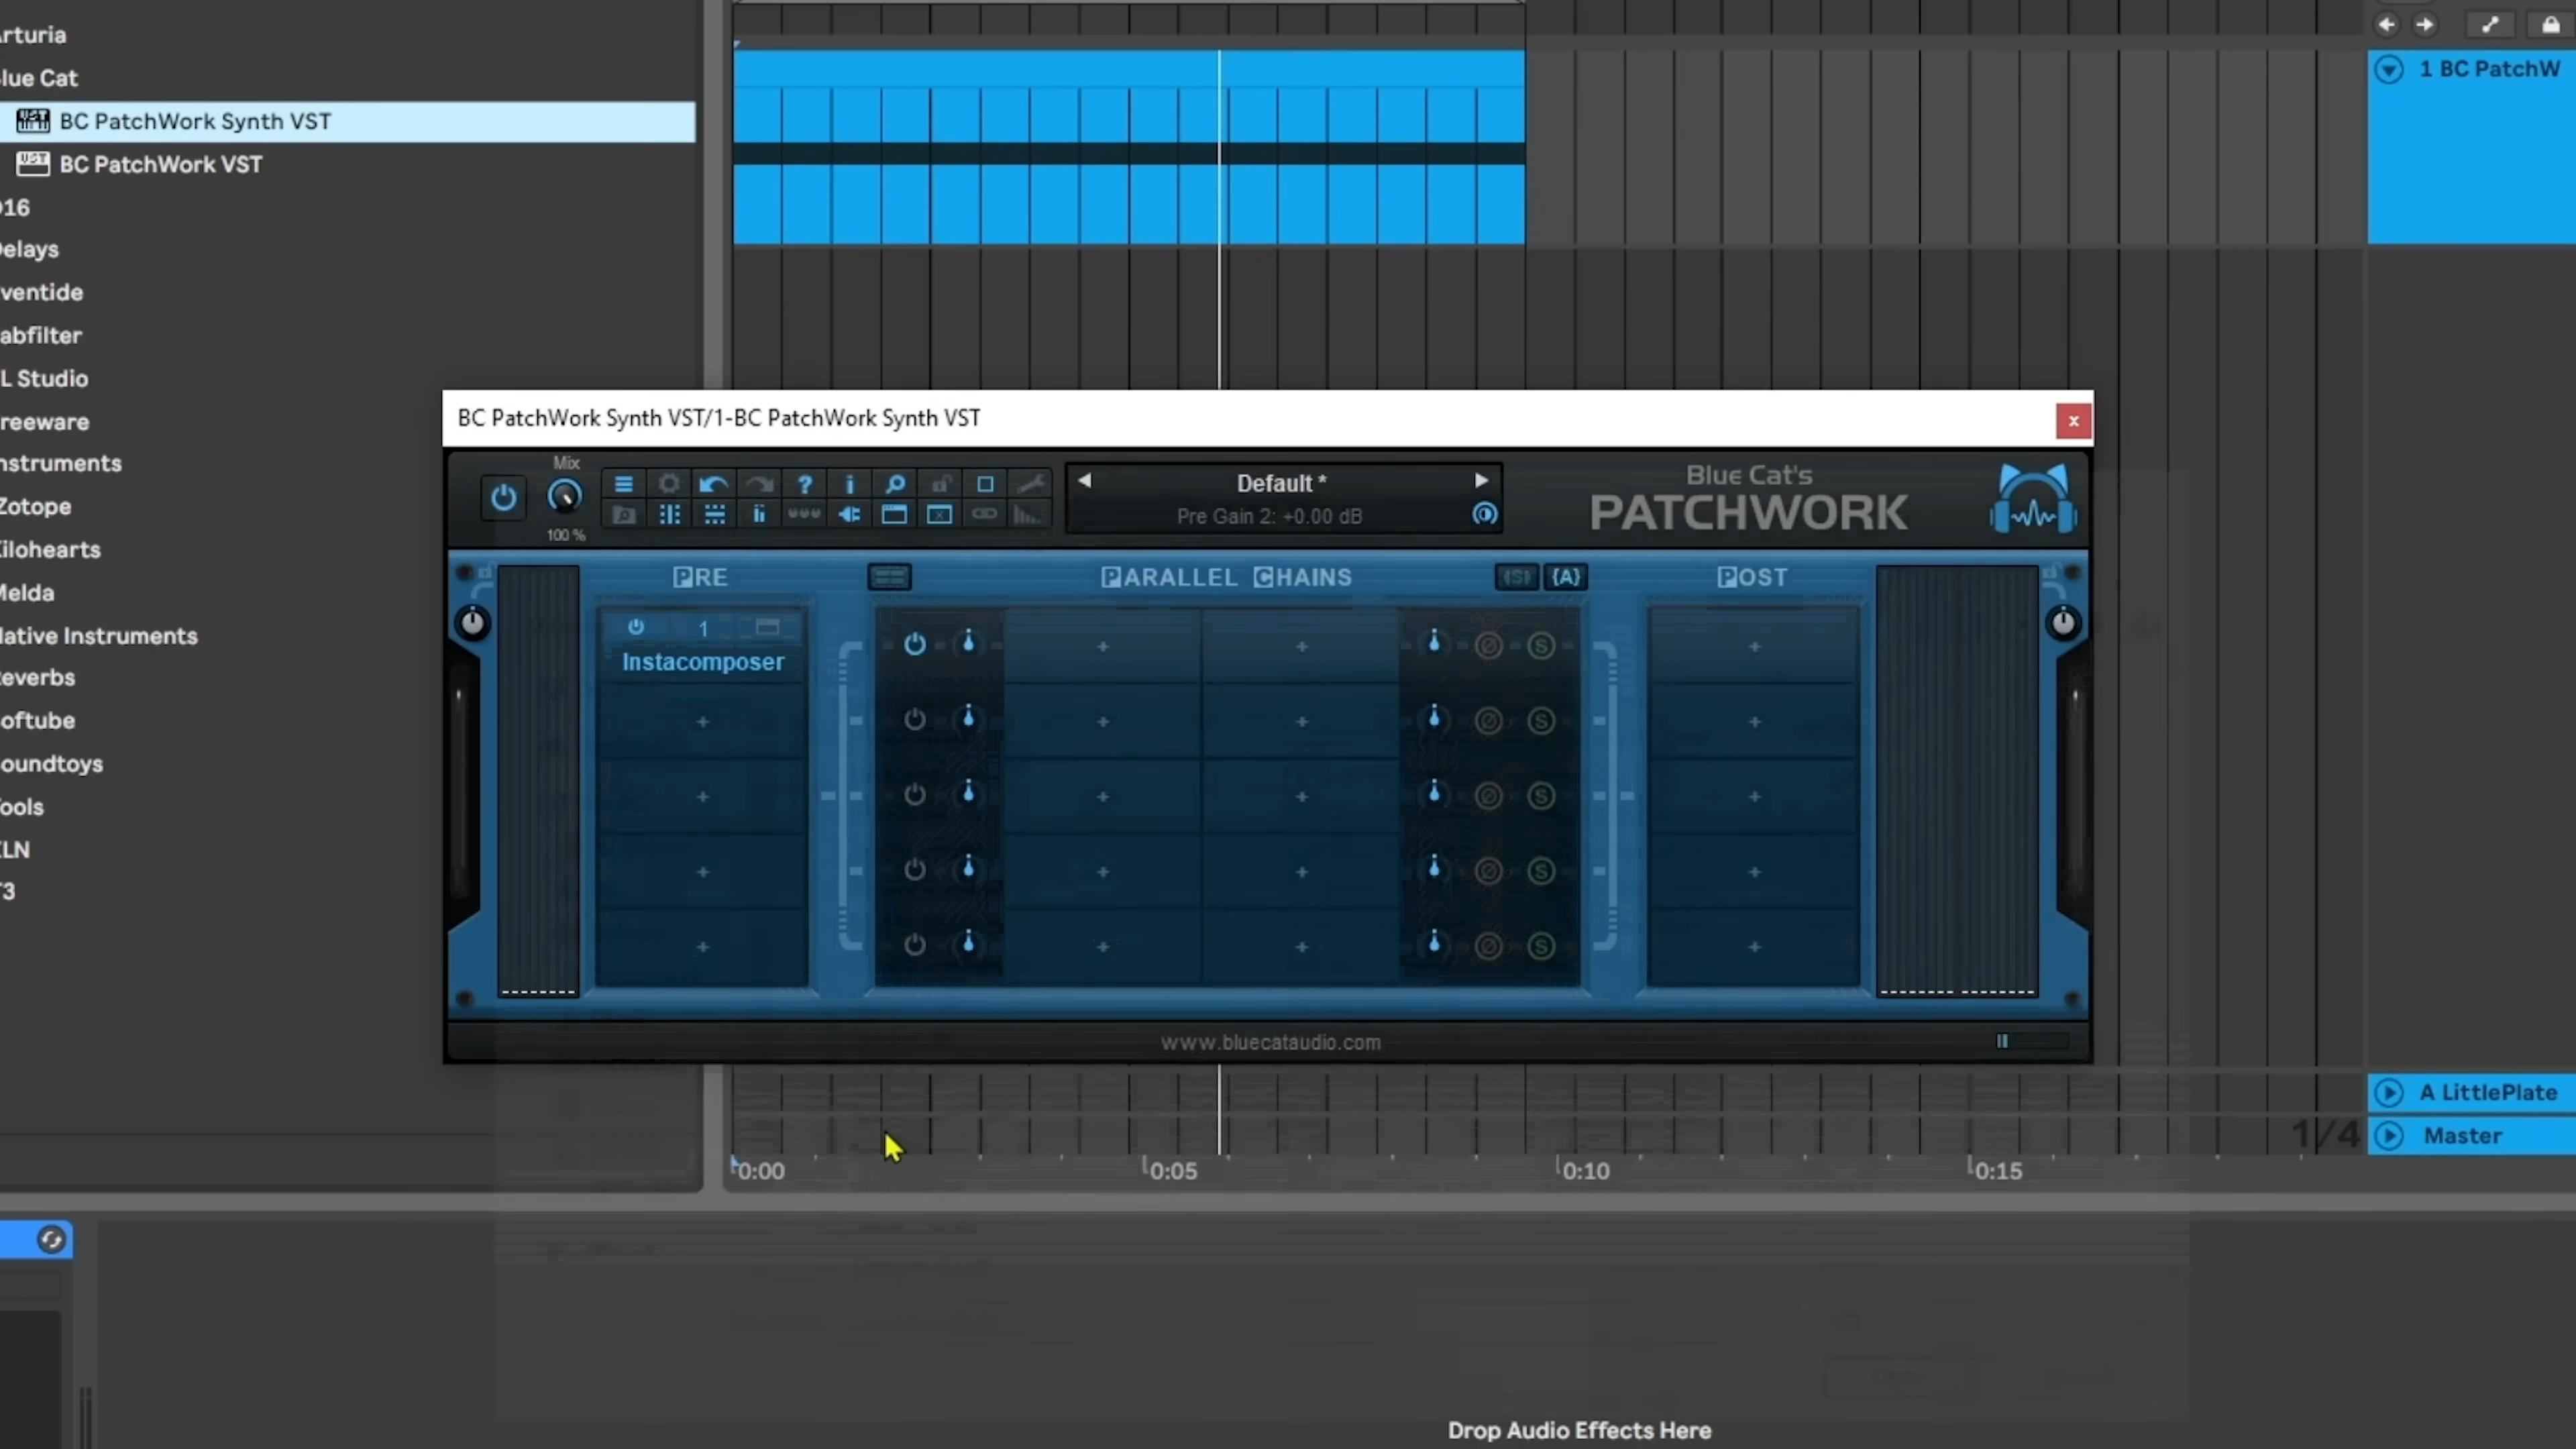 rturia
lue Cat
BC PatchWork Synth VST
BC PatchWork VST
16
elays
ventide
abfilter
L Studio
reeware
nstruments
Zotope
ilohearts
Melda
ative Instruments
everbs
oftube
oundtoys
ools
LN
3
1 BC PatchW
BC PatchWork Synth VST/1-BC PatchWork Synth VST
x
Mix
100 %
Default *
Pre Gain 2: +0.00 dB
Blue Cat's
PATCHWORK
PRE
PARALLEL CHAINS
{S}
{A}
POST
1
Instacomposer
S
S
S
S
S
www.bluecataudio.com
A LittlePlate
1/4
Master
0:00
0:05
0:10
0:15
Drop Audio Effects Here